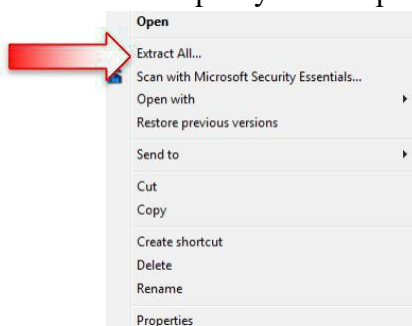 Open
Extract All...
Scan with Microsoft Security Essentials...
Open with
Restore previous versions
Send to
Cut
Copy
Create shortcut
Delete
Rename
Properties